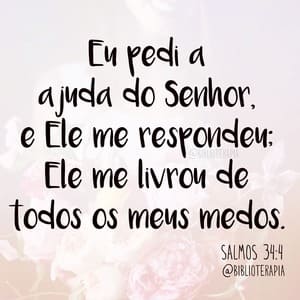 Eu pedi a
ajuda do Senhor,
e Ele me respondeu;
@BIBLIOTERAPIA
Ele me livrou de
todos os meus medos.
SALMOS 34:4
@BIBLIOTERAPIA